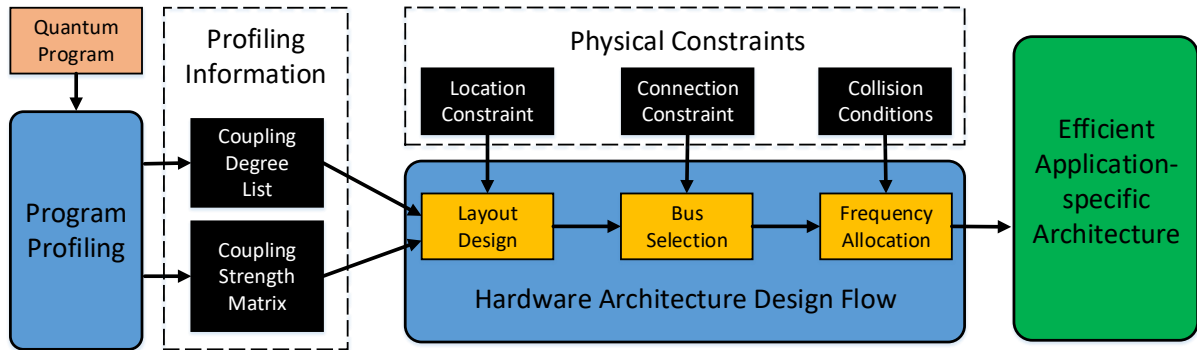 Quantum
Program
Program
Profiling
Profiling
Information
Coupling
Degree
List
Coupling
Strength
Matrix
Physical Constraints
Location
Constraint
Connection
Constraint
Collision
Conditions
Layout
Design
Bus
Selection
Frequency
Allocation
Hardware Architecture Design Flow
Efficient
Application-
specific
Architecture